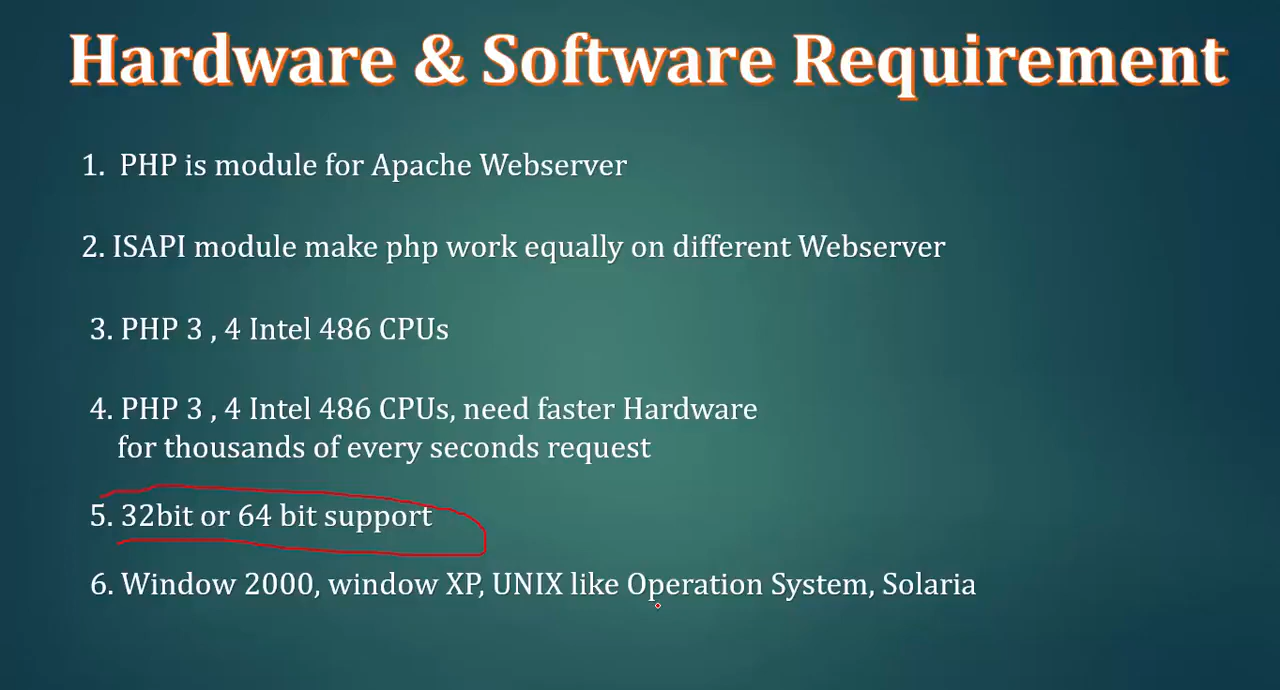 Hardware & Software Requirement
1. PHP is module for Apache Webserver
2. ISAPI module make php work equally on different Webserver
3. PHP 3 , 4 Intel 486 CPUs
4. PHP 3 , 4 Intel 486 CPUs, need faster Hardware
for thousands of every seconds request
5. 32bit or 64 bit support
6. Window 2000, window XP, UNIX like Operation System, Solaria